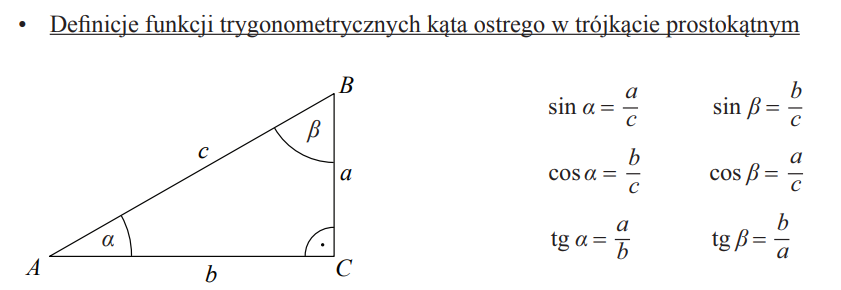 • Definicje funkcji trygonometrycznych kąta ostrego w trójkącie prostokątnym
B
β
c
a
α
A
b
C
sin α = a/c
sin β = b/c
cos α = b/c
cos β = a/c
tg α = a/b
tg β = b/a